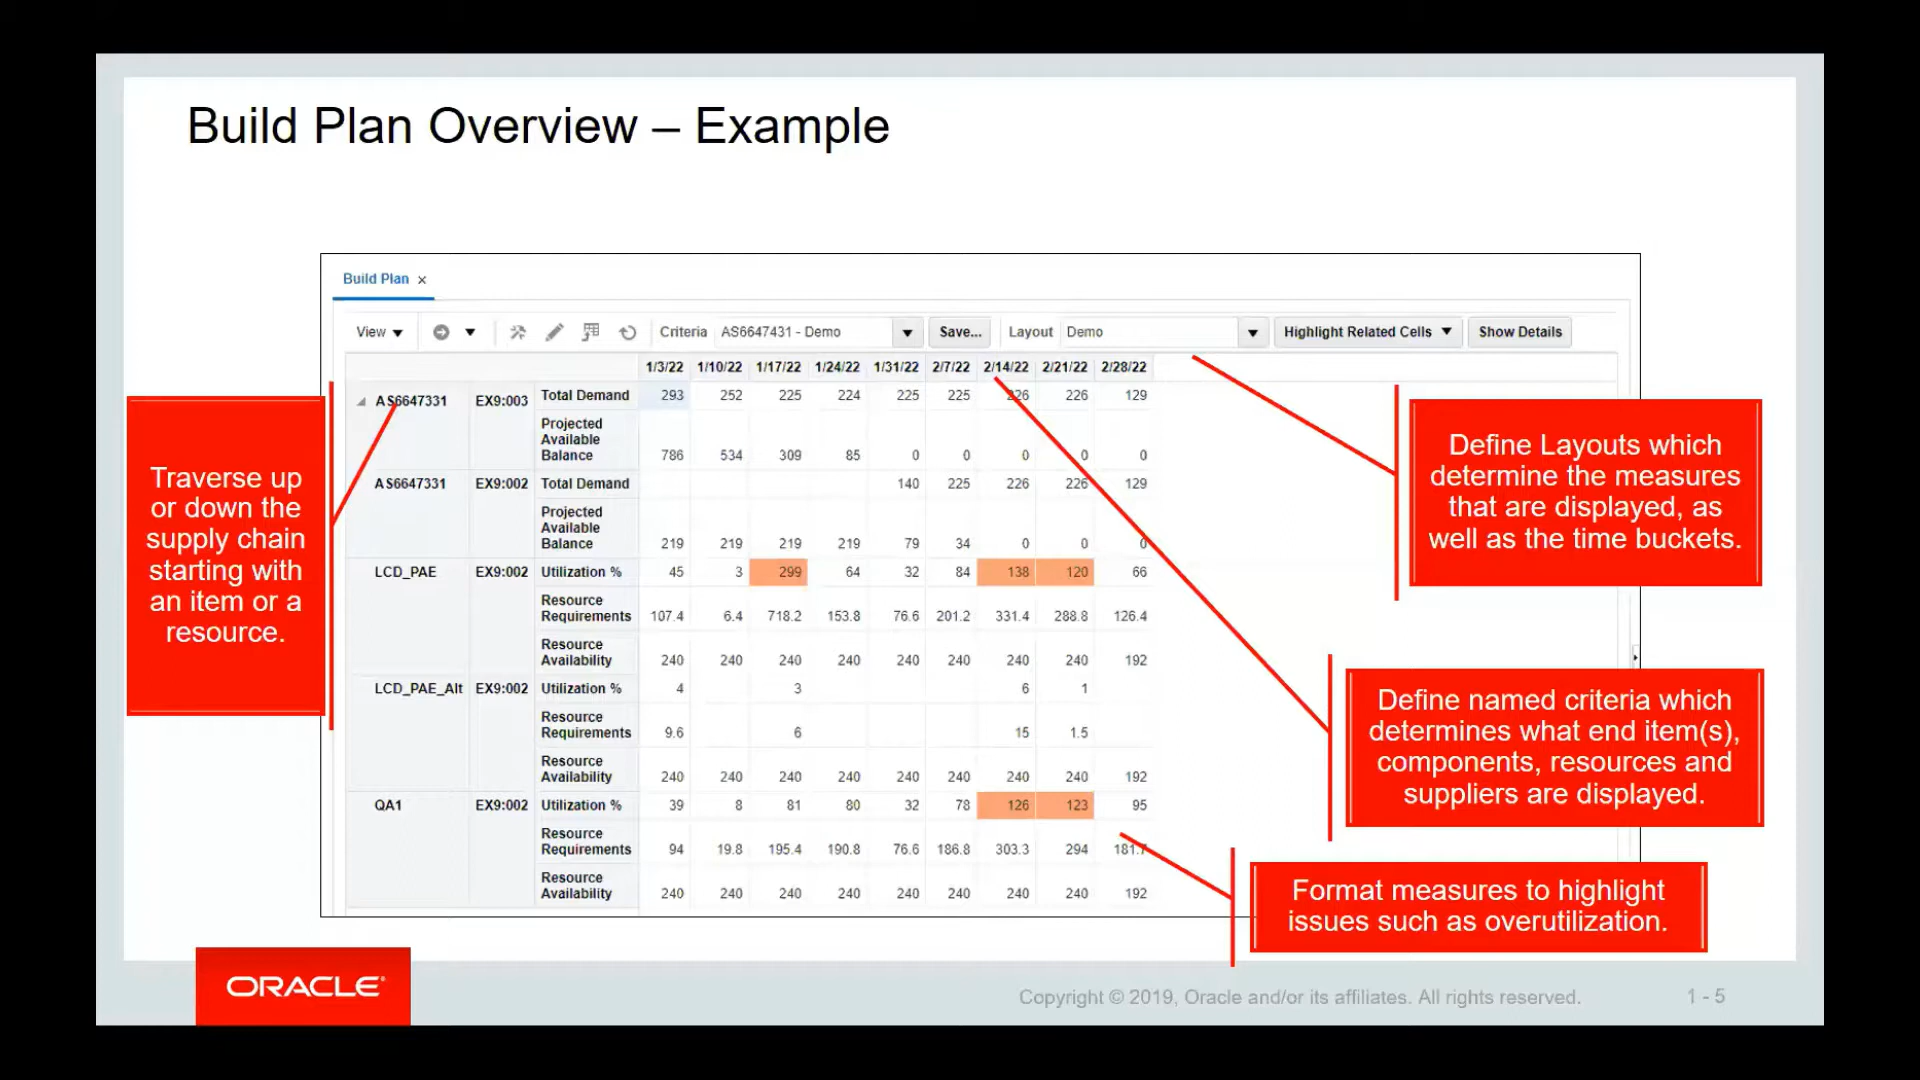 Build Plan Overview – Example
Build Plan x
View
Criteria AS6647431 - Demo Save... Layout Demo Highlight Related Cells Show Details
1/3/22 1/10/22 1/17/22 1/24/22 1/31/22 2/7/22 2/14/22 2/21/22 2/28/22
AS6647331 EX9:003 Total Demand 293 252 225 224 225 225 226 226 129
Projected
Available
Balance 786 534 309 85 0 0 0 0 0
AS6647331 EX9:002 Total Demand 140 225 226 226 129
Projected
Available
Balance 219 219 219 219 79 34 0 0 0
LCD_PAE EX9:002 Utilization % 45 3 299 64 32 84 138 120 66
Resource
Requirements 107.4 6.4 718.2 153.8 76.6 201.2 331.4 288.8 126.4
Resource
Availability 240 240 240 240 240 240 240 240 192
LCD_PAE_Alt EX9:002 Utilization % 4 3 6 1
Resource
Requirements 9.6 6 15 1.5
Resource
Availability 240 240 240 240 240 240 240 240 192
QA1 EX9:002 Utilization % 39 8 81 80 32 78 126 123 95
Resource
Requirements 94 19.8 195.4 190.8 76.6 186.8 303.3 294 181.7
Resource
Availability 240 240 240 240 240 240 240 240 192
Traverse up
or down the
supply chain
starting with
an item or a
resource.
Define Layouts which
determine the measures
that are displayed, as
well as the time buckets.
Define named criteria which
determines what end item(s),
components, resources and
suppliers are displayed.
Format measures to highlight
issues such as overutilization.
ORACLE®
Copyright © 2019, Oracle and/or its affiliates. All rights reserved.
1 - 5